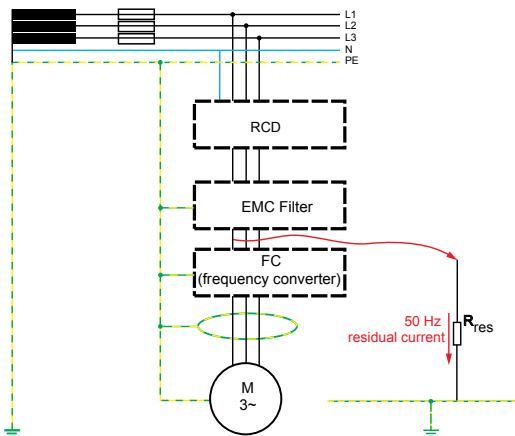 L1
L2
L3
N
PE
RCD
EMC Filter
FC
(frequency converter)
50 Hz
residual current
Rres
M
3~